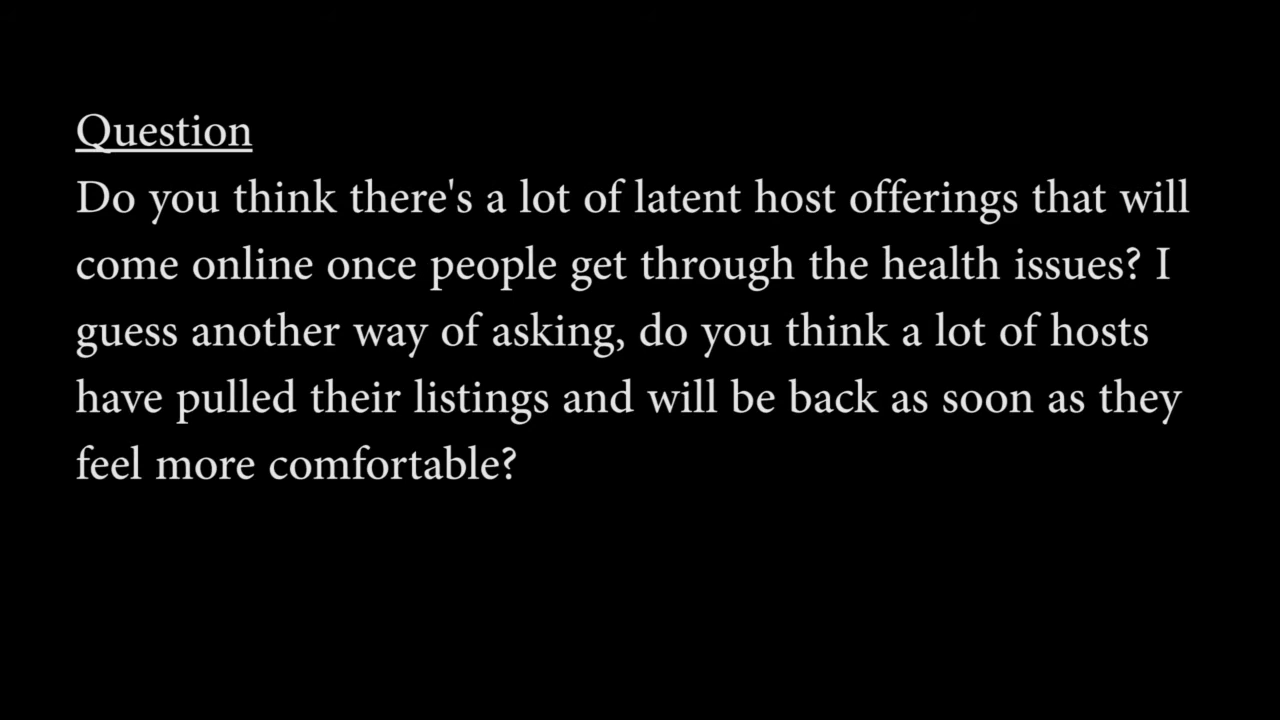 Question
Do you think there's a lot of latent host offerings that will
come online once people get through the health issues? I
guess another way of asking, do you think a lot of hosts
have pulled their listings and will be back as soon as they
feel more comfortable?